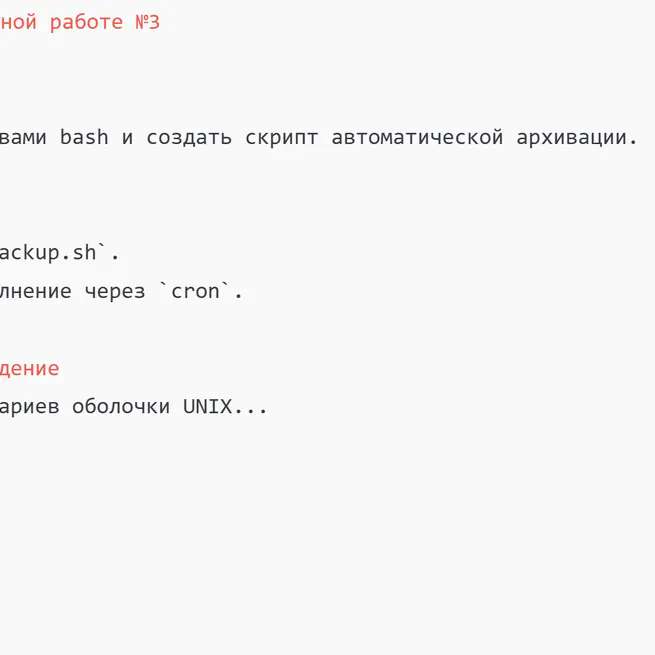 ной работе №3
вами bash и создать скрипт автоматической архивации.
ackup.sh`.
лнение через `cron`.
дение
ариев оболочки UNIX...